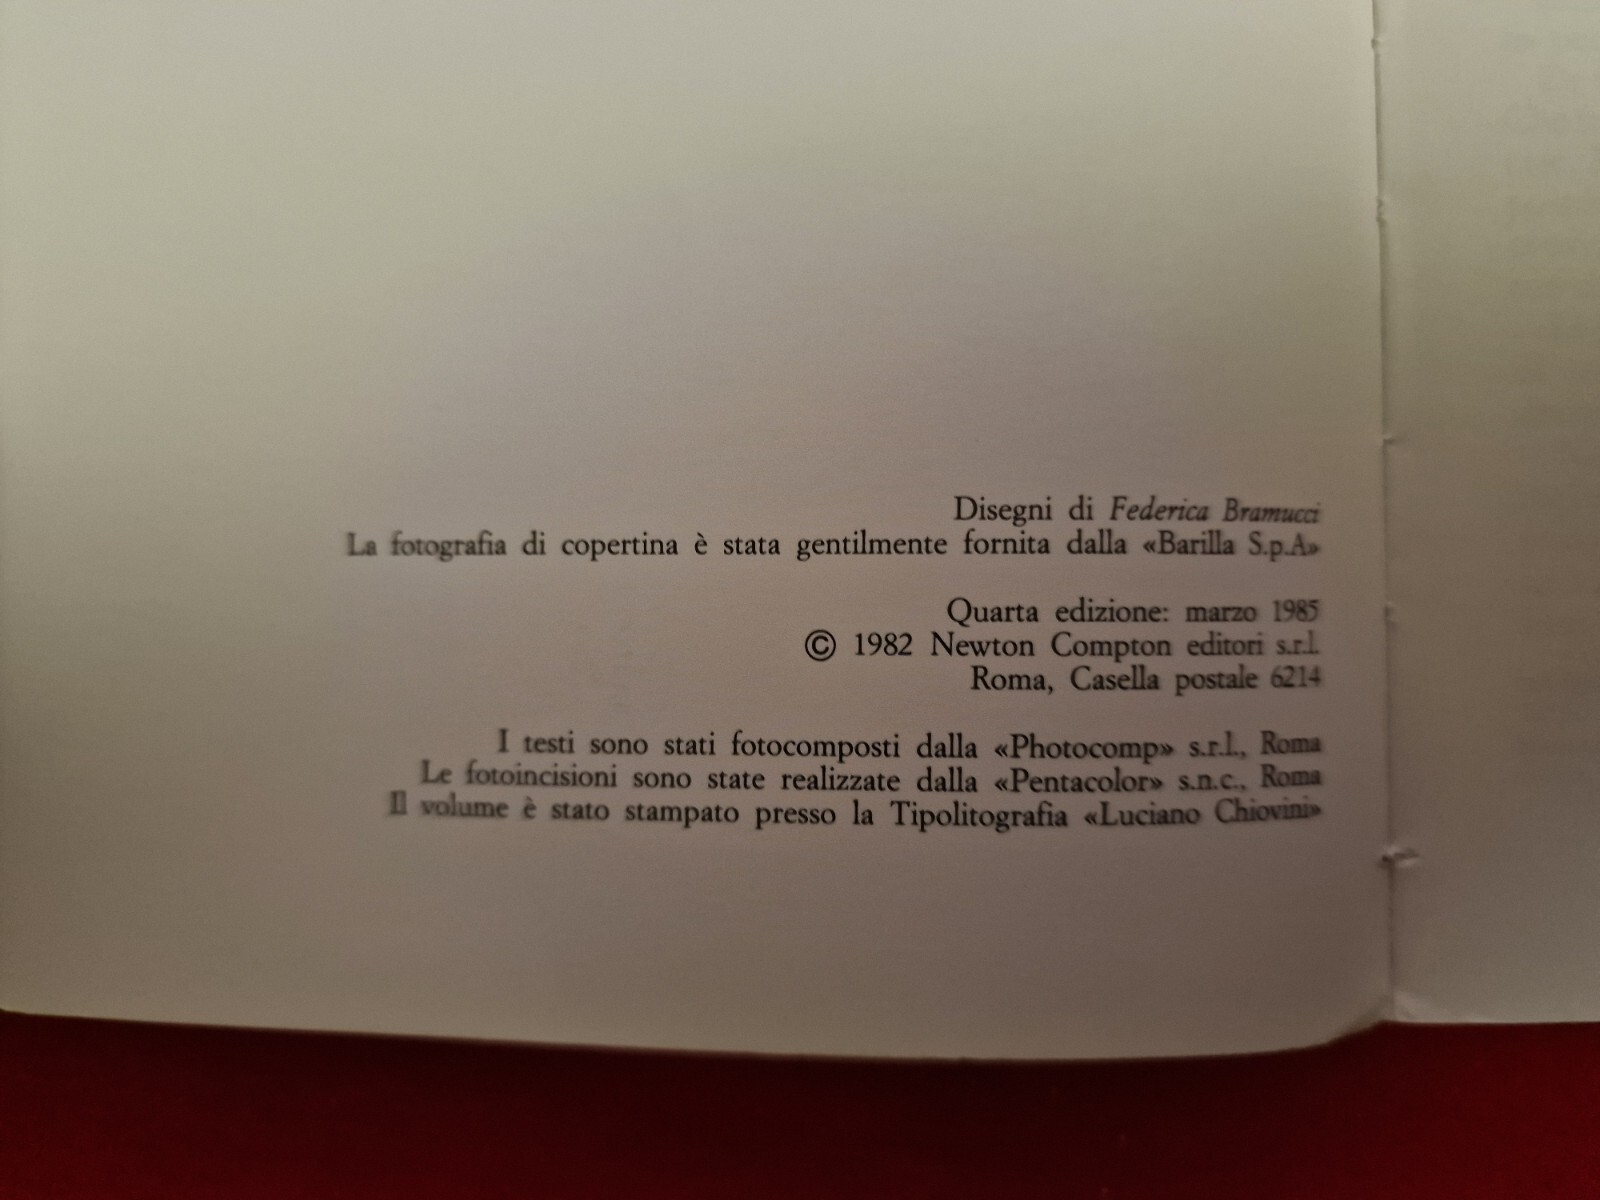 Disegni di Federica Bramucci
La fotografia di copertina è stata gentilmente fornita dalla «Barilla S.p.A»
Quarta edizione: marzo 1985
© 1982 Newton Compton editori s.r.l.
Roma, Casella postale 6214
I testi sono stati fotocomposti dalla «Photocomp» s.r.l., Roma
Le fotoincisioni sono state realizzate dalla «Pentacolor» s.n.c., Roma
Il volume è stato stampato presso la Tipolitografia «Luciano Chiovini»